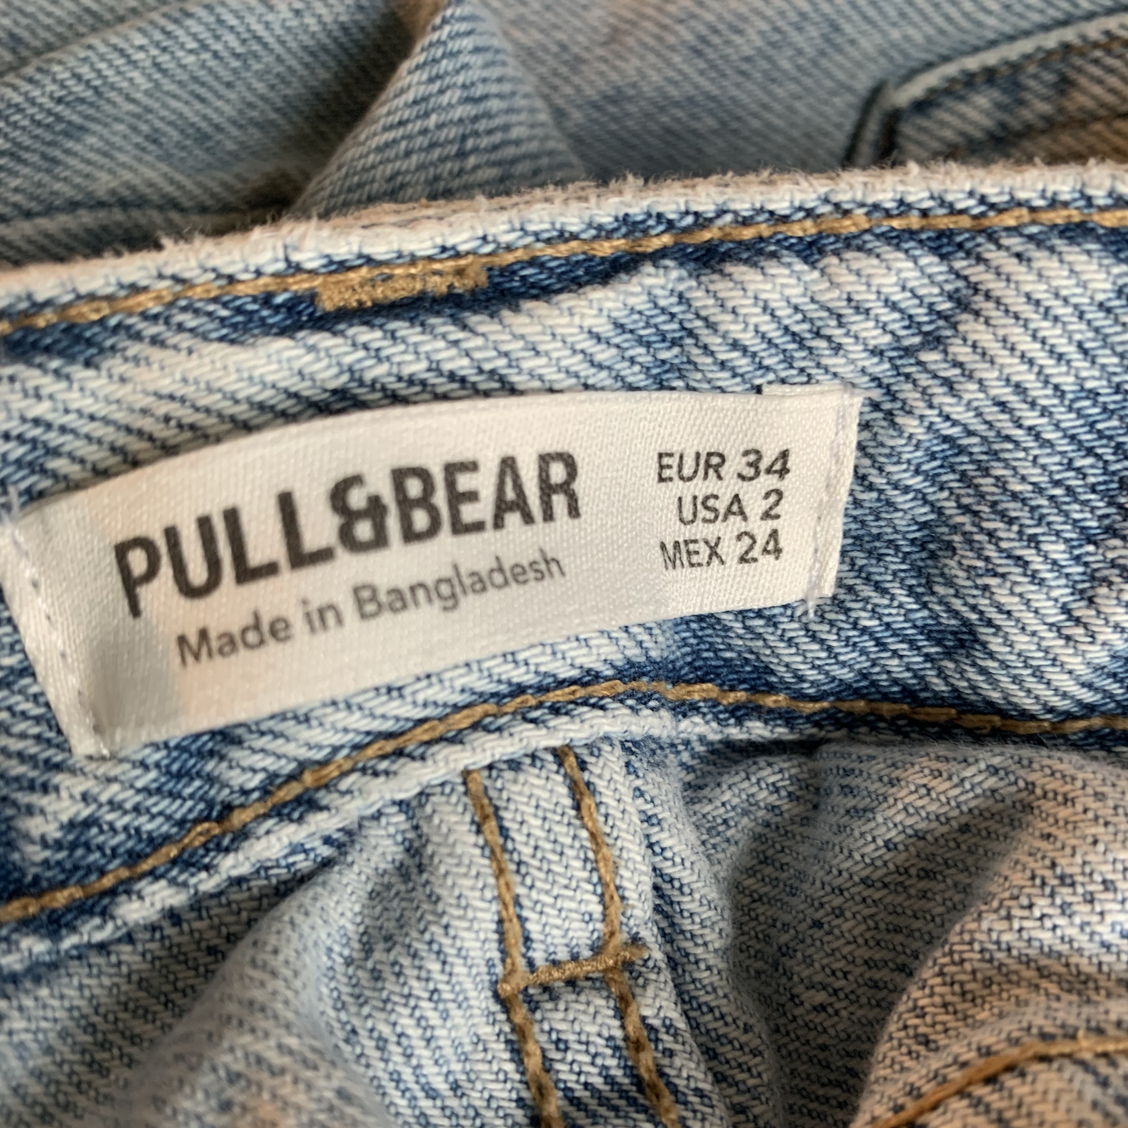 PULL&BEAR
Made in Bangladesh
EUR 34
USA 2
MEX 24